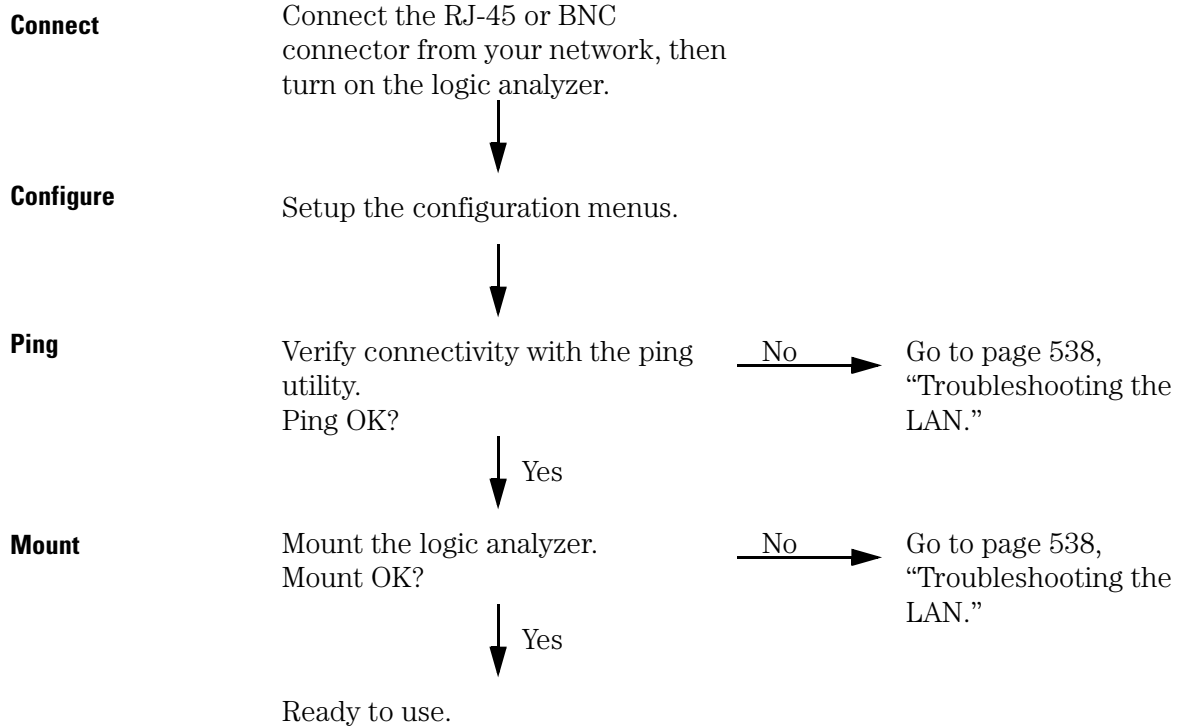 Connect
Connect the RJ-45 or BNC
connector from your network, then
turn on the logic analyzer.
Configure
Setup the configuration menus.
Ping
Verify connectivity with the ping
utility.
Ping OK?
No
Go to page 538,
“Troubleshooting the
LAN.”
Yes
Mount
Mount the logic analyzer.
Mount OK?
No
Go to page 538,
“Troubleshooting the
LAN.”
Yes
Ready to use.